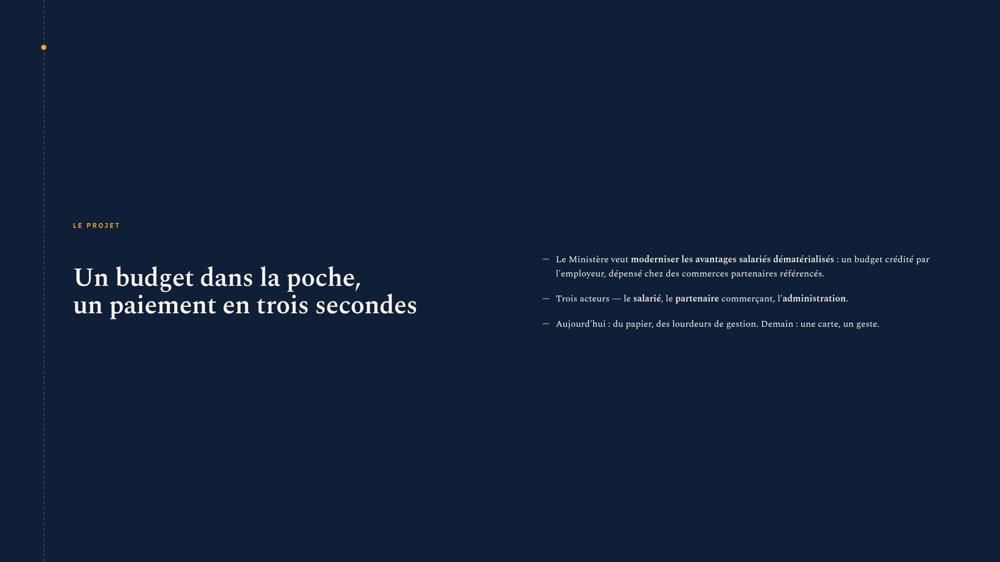 LE PROJET
Un budget dans la poche,
un paiement en trois secondes
— Le Ministère veut moderniser les avantages salariés dématérialisés : un budget crédité par
l'employeur, dépensé chez des commerces partenaires référencés.
— Trois acteurs — le salarié, le partenaire commerçant, l'administration.
— Aujourd'hui : du papier, des lourdeurs de gestion. Demain : une carte, un geste.